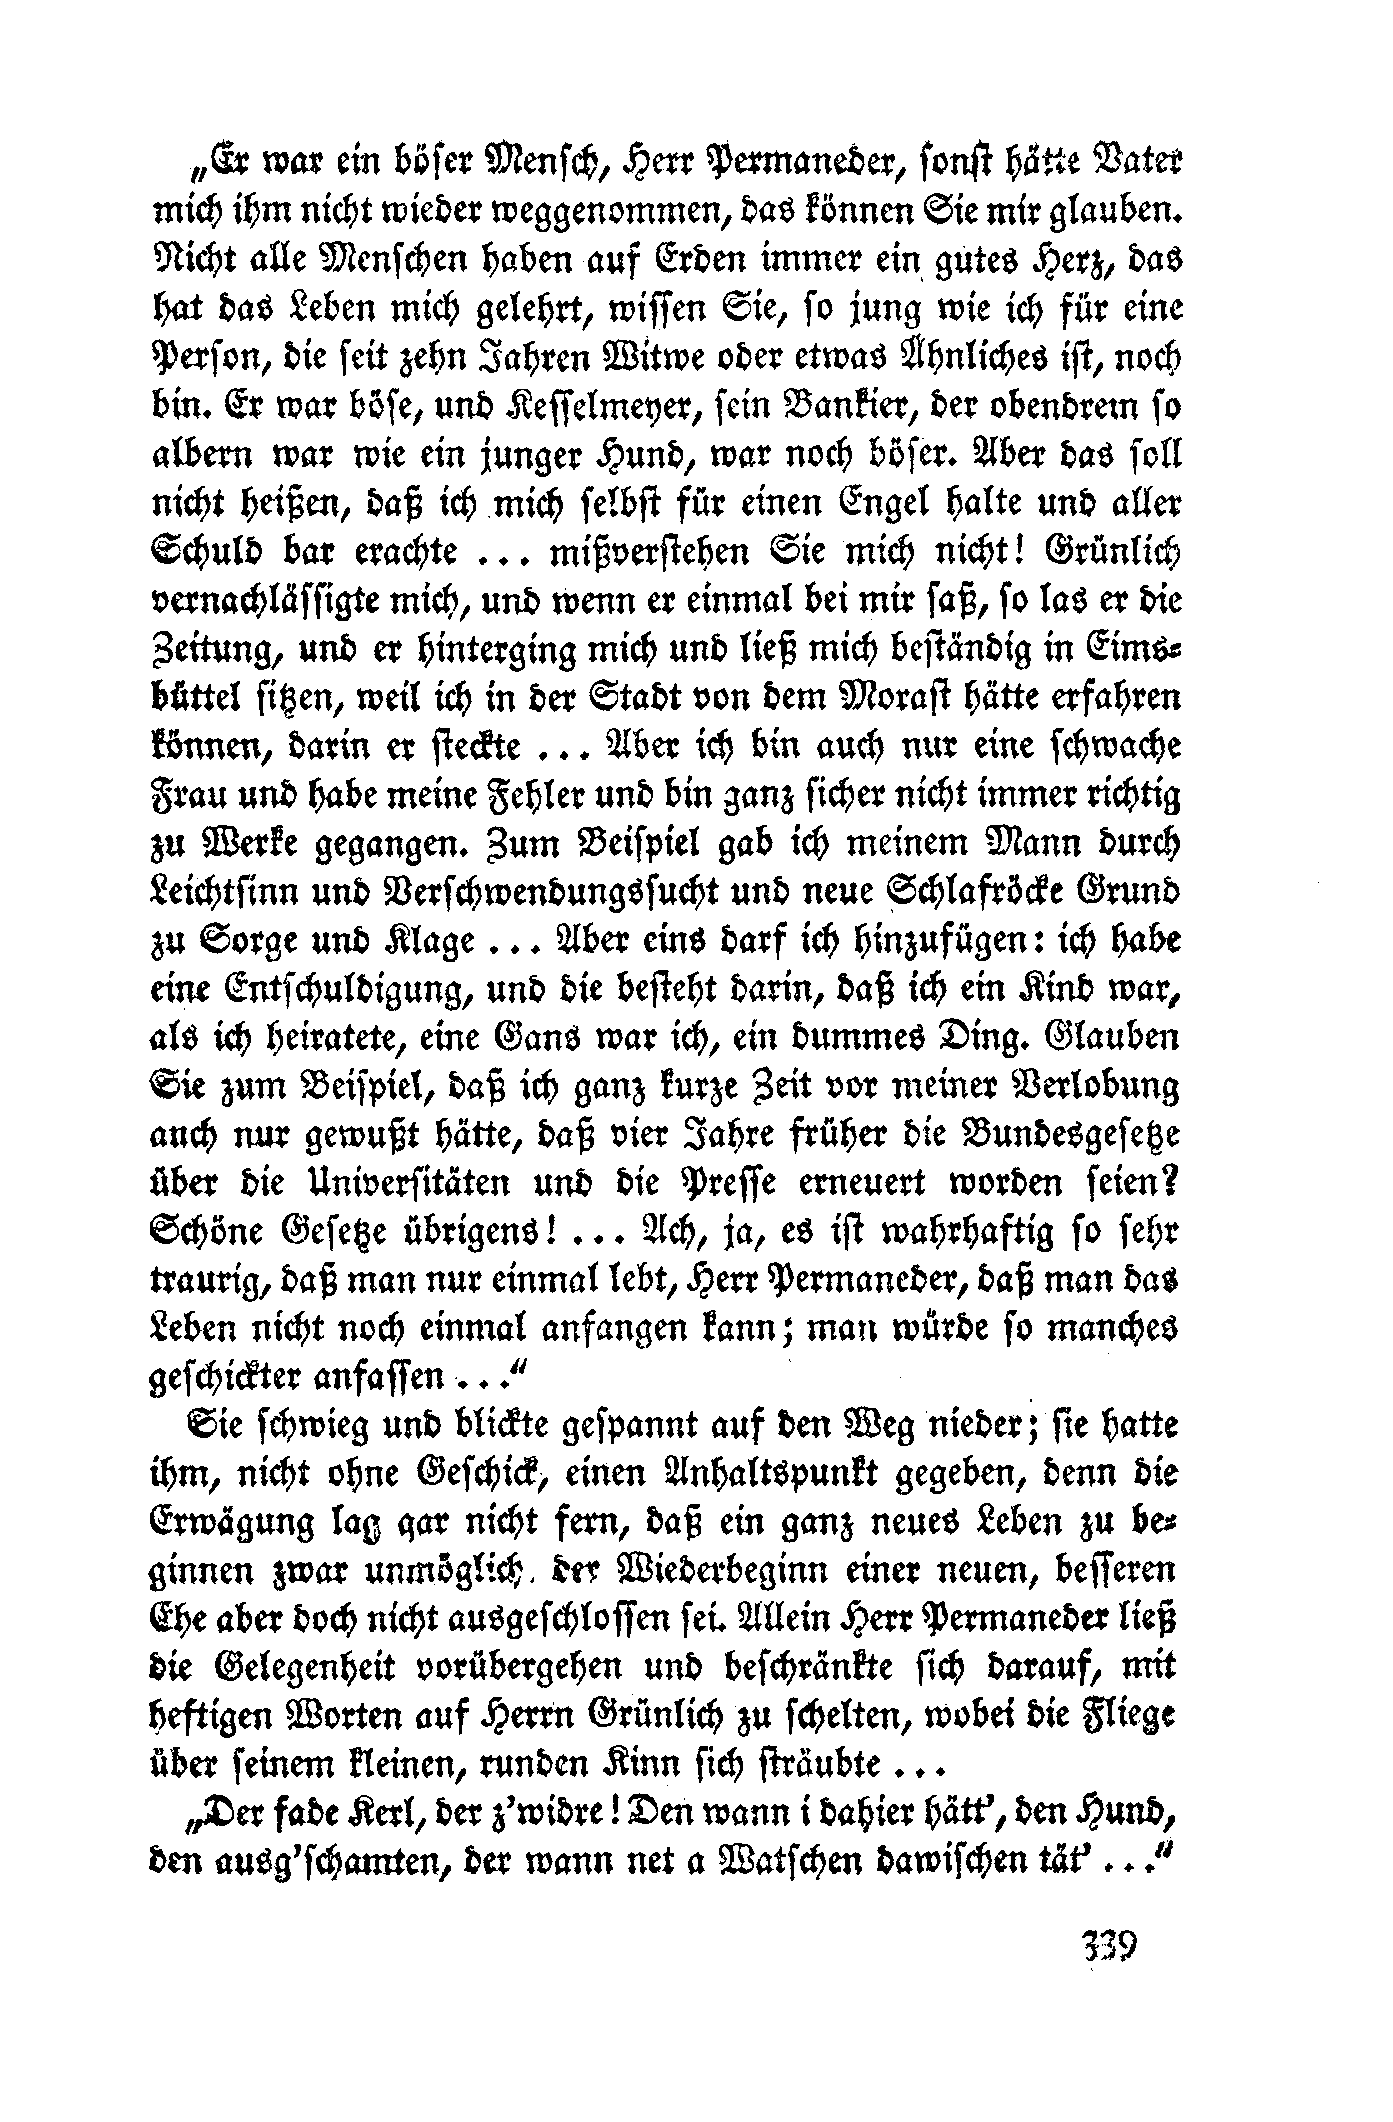 „Er war ein böser Mensch, Herr Permaneder, sonst hätte Vater
mich ihm nicht wieder weggenommen, das können Sie mir glauben.
Nicht alle Menschen haben auf Erden immer ein gutes Herz, das
hat das Leben mich gelehrt, wissen Sie, so jung wie ich für eine
Person, die seit zehn Jahren Witwe oder etwas Ähnliches ist, noch
bin. Er war böse, und Kesselmeyer, sein Bankier, der obendrein so
albern war wie ein junger Hund, war noch böser. Aber das soll
nicht heißen, daß ich mich selbst für einen Engel halte und aller
Schuld bar erachte ... mißverstehen Sie mich nicht! Grünlich
vernachlässigte mich, und wenn er einmal bei mir saß, so las er die
Zeitung, und er hinterging mich und ließ mich beständig in Eims-
büttel sitzen, weil ich in der Stadt von dem Morast hätte erfahren
können, darin er steckte ... Aber ich bin auch nur eine schwache
Frau und habe meine Fehler und bin ganz sicher nicht immer richtig
zu Werke gegangen. Zum Beispiel gab ich meinem Mann durch
Leichtsinn und Verschwendungssucht und neue Schlafröcke Grund
zu Sorge und Klage ... Aber eins darf ich hinzufügen: ich habe
eine Entschuldigung, und die besteht darin, daß ich ein Kind war,
als ich heiratete, eine Gans war ich, ein dummes Ding. Glauben
Sie zum Beispiel, daß ich ganz kurze Zeit vor meiner Verlobung
auch nur gewußt hätte, daß vier Jahre früher die Bundesgesetze
über die Universitäten und die Presse erneuert worden seien?
Schöne Gesetze übrigens! ... Ach, ja, es ist wahrhaftig so sehr
traurig, daß man nur einmal lebt, Herr Permaneder, daß man das
Leben nicht noch einmal anfangen kann; man würde so manches
geschickter anfassen ...“
Sie schwieg und blickte gespannt auf den Weg nieder; sie hatte
ihm, nicht ohne Geschick, einen Anhaltspunkt gegeben, denn die
Erwägung lag gar nicht fern, daß ein ganz neues Leben zu be-
ginnen zwar unmöglich, der Wiederbeginn einer neuen, besseren
Ehe aber doch nicht ausgeschlossen sei. Allein Herr Permaneder ließ
die Gelegenheit vorübergehen und beschränkte sich darauf, mit
heftigen Worten auf Herrn Grünlich zu schelten, wobei die Fliege
über seinem kleinen, runden Kinn sich sträubte ...
„Der fade Kerl, der z’widre! Den wann i dahier hätt’, den Hund,
den ausg’schamten, der wann net a Watschen dawischen tät’ ...“
339